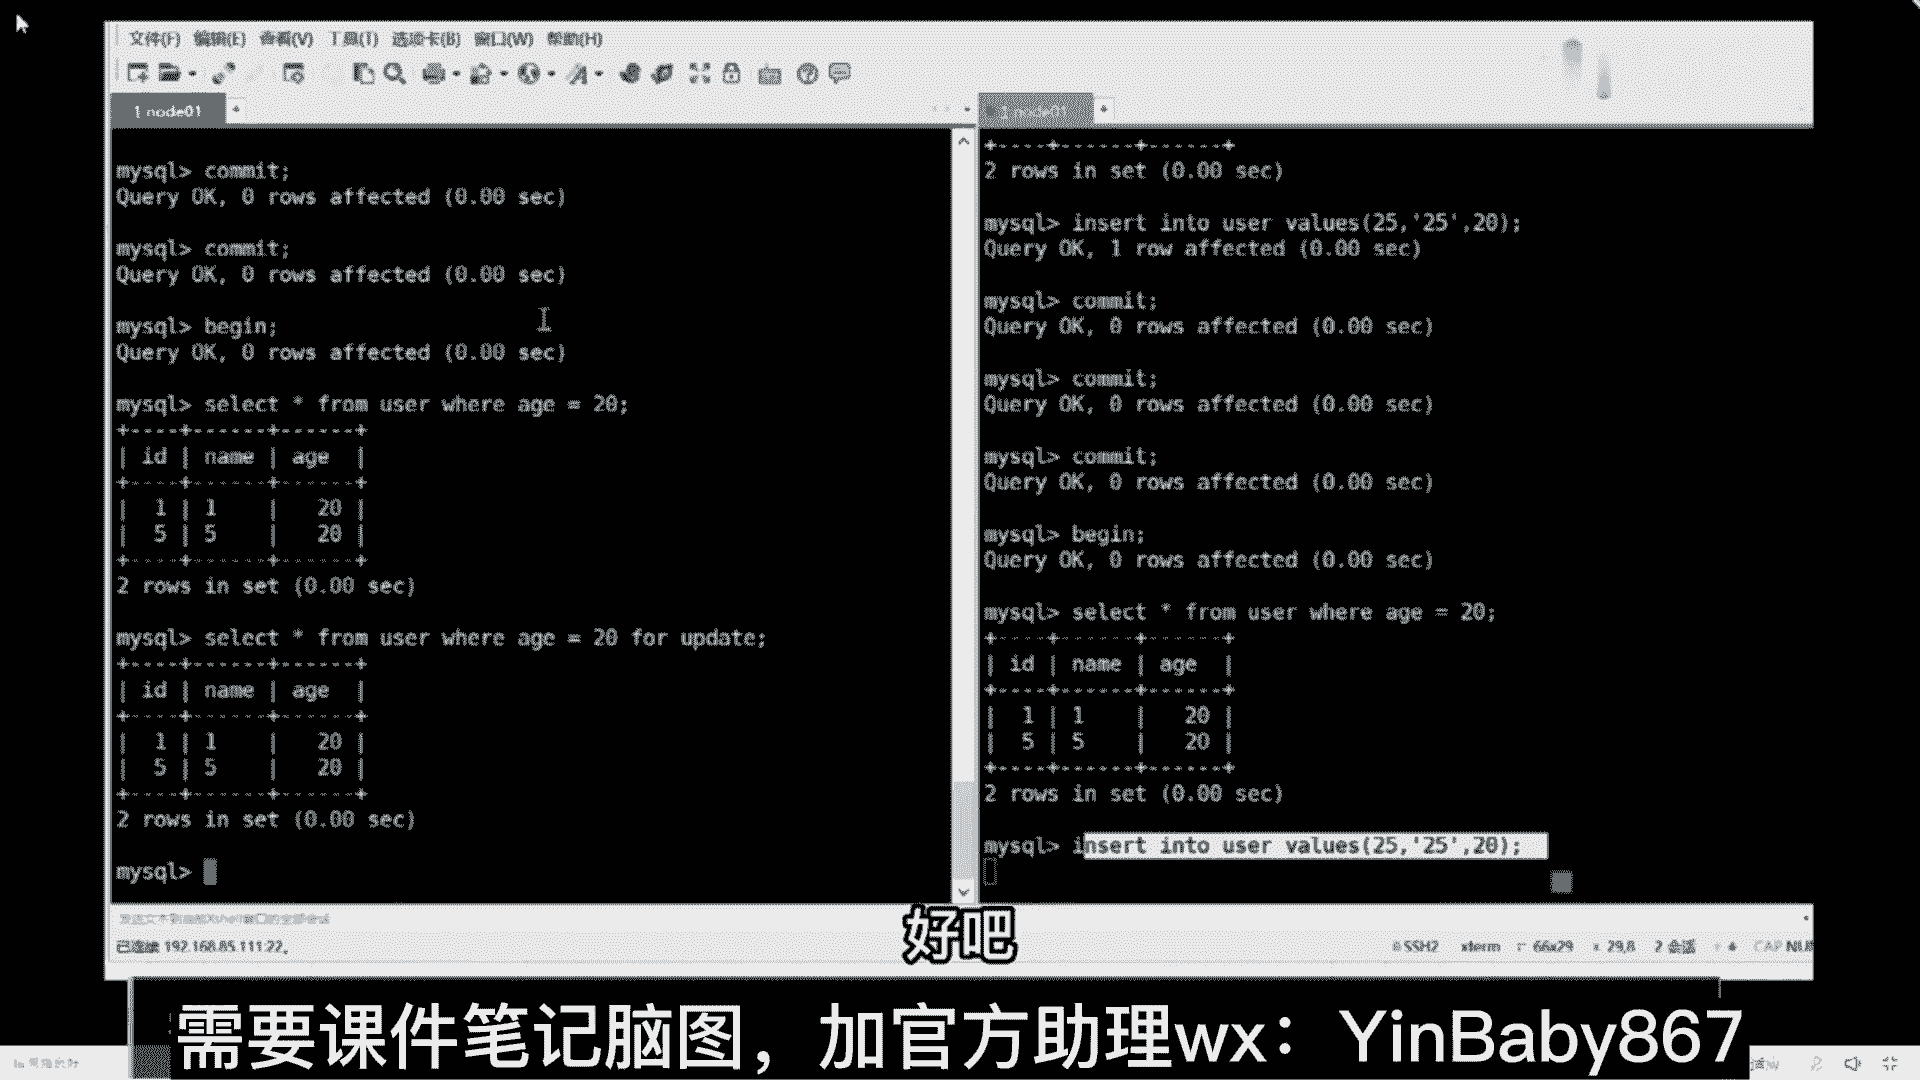 文件(F) 编辑(E) 查看(V) 工具(T) 选项卡(B) 窗口(W) 帮助(H)
1 node01
mysql> commit;
Query OK, 0 rows affected (0.00 sec)
mysql> commit;
Query OK, 0 rows affected (0.00 sec)
mysql> begin;
Query OK, 0 rows affected (0.00 sec)
mysql> select * from user where age = 20;
+----+------+------+
| id | name | age |
+----+------+------+
| 1 | 1 | 20 |
| 5 | 5 | 20 |
+----+------+------+
2 rows in set (0.00 sec)
mysql> select * from user where age = 20 for update;
+----+------+------+
| id | name | age |
+----+------+------+
| 1 | 1 | 20 |
| 5 | 5 | 20 |
+----+------+------+
2 rows in set (0.00 sec)
mysql>
1 node01
+----+------+------+
2 rows in set (0.00 sec)
mysql> insert into user values(25,'25',20);
Query OK, 1 row affected (0.00 sec)
mysql> commit;
Query OK, 0 rows affected (0.00 sec)
mysql> commit;
Query OK, 0 rows affected (0.00 sec)
mysql> commit;
Query OK, 0 rows affected (0.00 sec)
mysql> begin;
Query OK, 0 rows affected (0.00 sec)
mysql> select * from user where age = 20;
+----+------+------+
| id | name | age |
+----+------+------+
| 1 | 1 | 20 |
| 5 | 5 | 20 |
+----+------+------+
2 rows in set (0.00 sec)
mysql> insert into user values(25,'25',20);
已连接 192.168.85.111:22。
SSH2 xterm 66x29 29,8 2 会话 CAP NUM
好吧
需要课件笔记脑图，加官方助理wx：YinBaby867